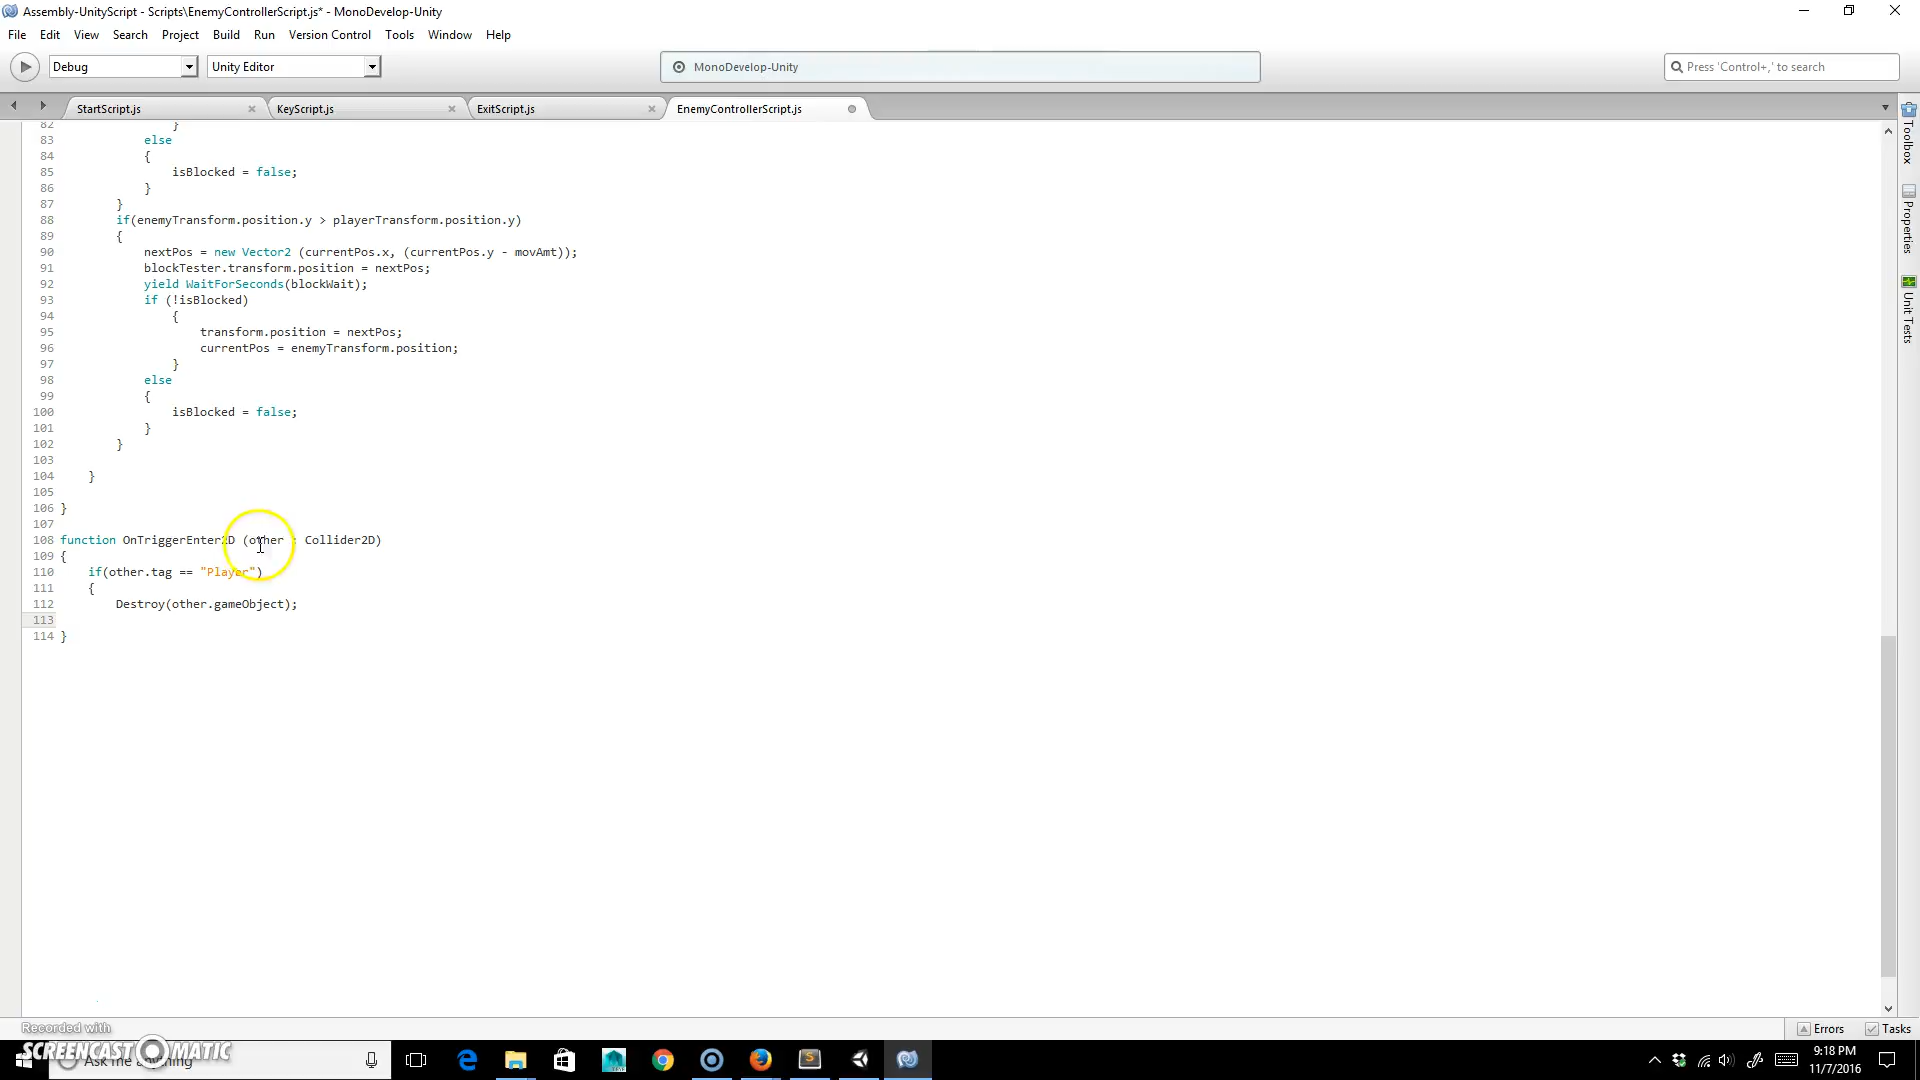 Assembly-UnityScript - Scripts\EnemyControllerScript.js* - MonoDevelop-Unity
File Edit View Search Project Build Run Version Control Tools Window Help
Debug Unity Editor MonoDevelop-Unity Press 'Control+,' to search
StartScript.js KeyScript.js ExitScript.js EnemyControllerScript.js
82 }
83 else
84 {
85 isBlocked = false;
86 }
87 }
88 if(enemyTransform.position.y > playerTransform.position.y)
89 {
90 nextPos = new Vector2 (currentPos.x, (currentPos.y - movAmt));
91 blockTester.transform.position = nextPos;
92 yield WaitForSeconds(blockWait);
93 if (!isBlocked)
94 {
95 transform.position = nextPos;
96 currentPos = enemyTransform.position;
97 }
98 else
99 {
100 isBlocked = false;
101 }
102 }
103
104 }
105
106 }
107
108 function OnTriggerEnter2D (other : Collider2D)
109 {
110 if(other.tag == "Player")
111 {
112 Destroy(other.gameObject);
113
114 }
Toolbox
Properties
Unit Tests
Errors Tasks
Recorded with
SCREENCAST MATIC
Ask me anything
9:18 PM
11/7/2016